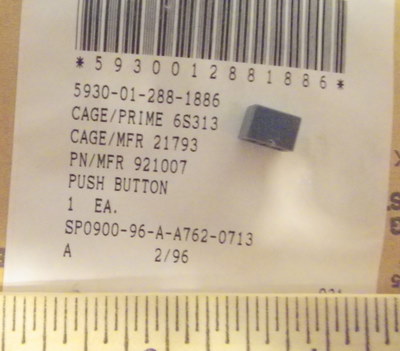 *5930012881886*
5930-01-288-1886
CAGE/PRIME 6S313
CAGE/MFR 21793
PN/MFR 921007
PUSH BUTTON
1 EA.
SP0900-96-A-A762-0713
A 2/96